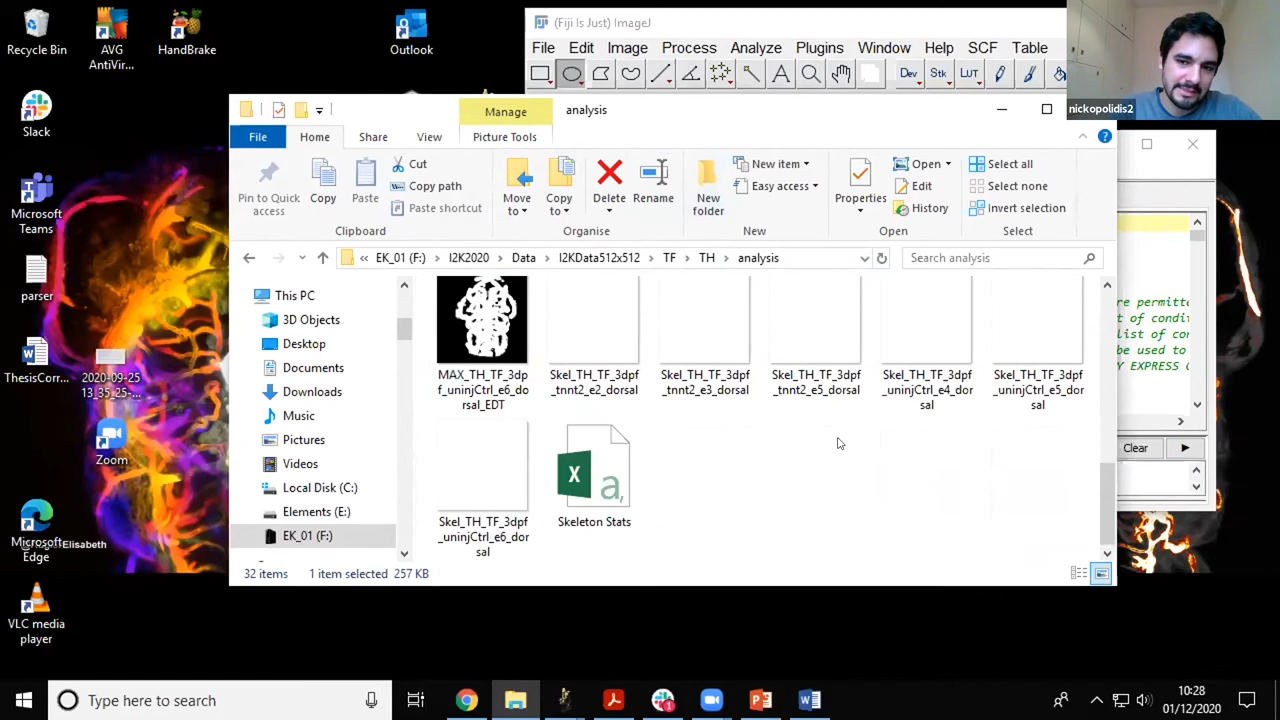 Recycle Bin
AVG
AntiVir...
HandBrake
Outlook
Slack
Microsoft
Teams
parser
ThesisCorr...
2020-09-25
13_35_25-...
Zoom
Microsoft
Edge
Elisabeth
VLC media
player
(Fiji Is Just) ImageJ
File Edit Image Process Analyze Plugins Window Help SCF Table
Dev Stk LUT
nickopolidis2
Manage
analysis
File Home Share View Picture Tools
Pin to Quick
access
Copy
Paste
Cut
Copy path
Paste shortcut
Clipboard
Move
to
Copy
to
Delete
Rename
Organise
New
folder
New item
Easy access
New
Properties
Open
Edit
History
Open
Select all
Select none
Invert selection
Select
« EK_01 (F:) > I2K2020 > Data > I2KData512x512 > TF > TH > analysis
Search analysis
This PC
3D Objects
Desktop
Documents
Downloads
Music
Pictures
Videos
Local Disk (C:)
Elements (E:)
EK_01 (F:)
MAX_TH_TF_3dp
f_uninjCtrl_e6_do
rsal_EDT
Skel_TH_TF_3dpf
_tnnt2_e2_dorsal
Skel_TH_TF_3dpf
_tnnt2_e3_dorsal
Skel_TH_TF_3dpf
_tnnt2_e5_dorsal
Skel_TH_TF_3dpf
_uninjCtrl_e4_dor
sal
Skel_TH_TF_3dpf
_uninjCtrl_e5_dor
sal
Skel_TH_TF_3dpf
_uninjCtrl_e6_dor
sal
X a,
Skeleton Stats
32 items 1 item selected 257 KB
re permitte
t of condit
list of con
be used to
Y EXPRESS
Clear
Type here to search
1
10:28
01/12/2020